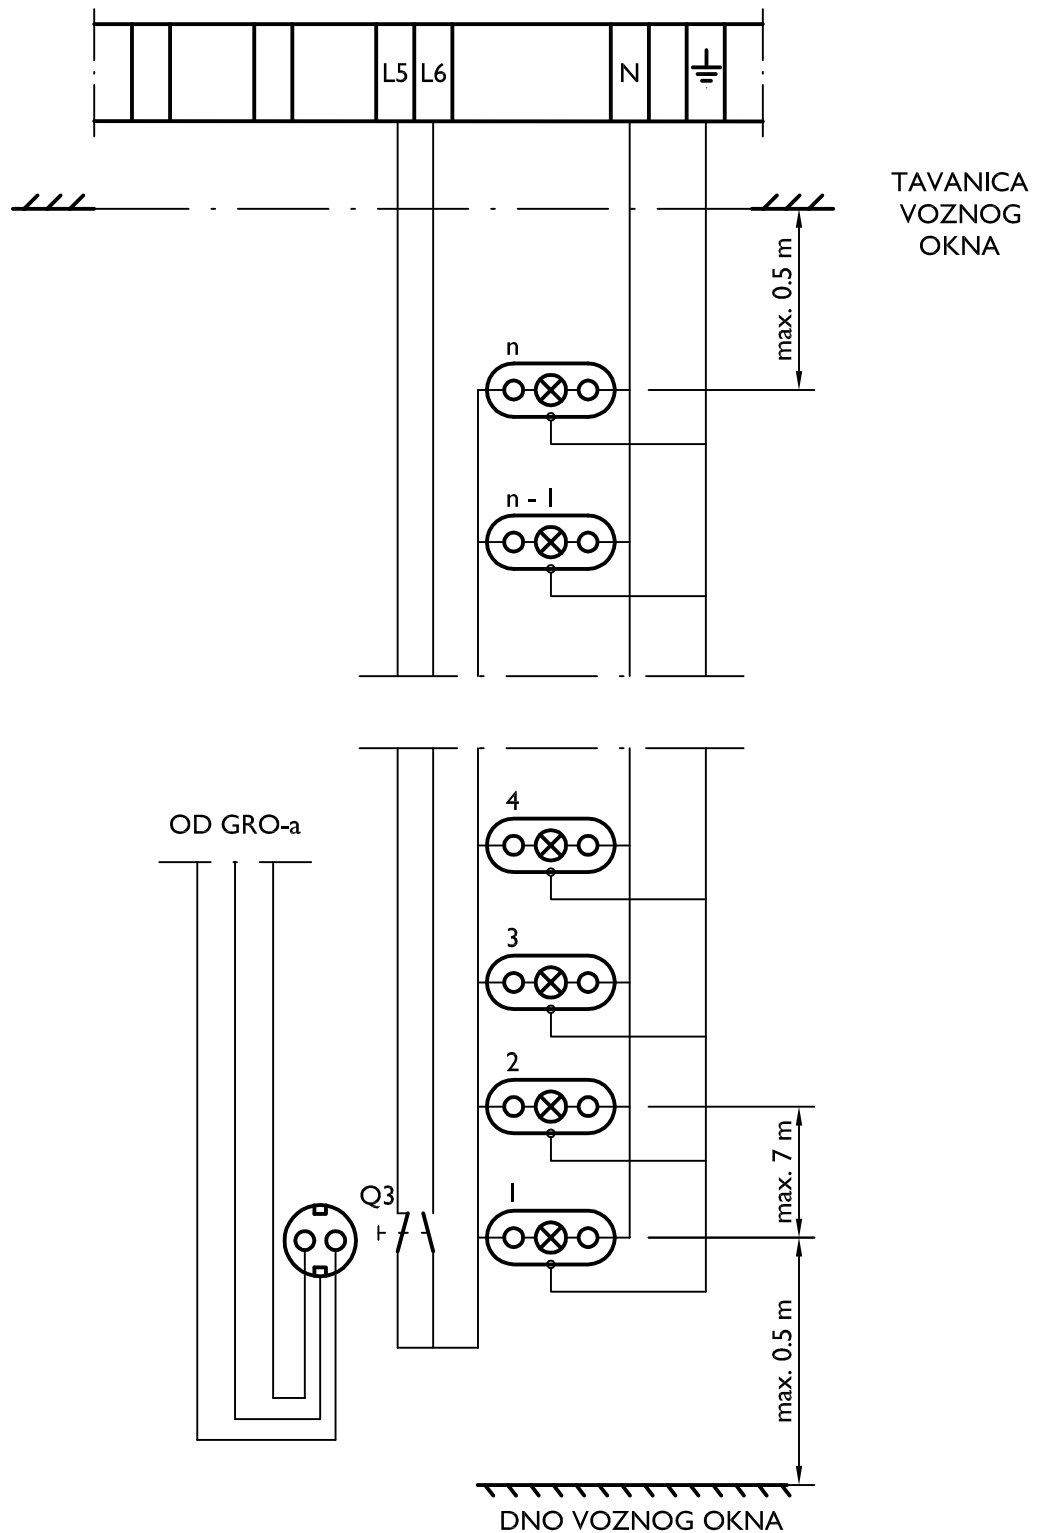 L5 L6 N
TAVANICA
VOZNOG
OKNA
max. 0.5 m
n
n - 1
4
OD GRO-a
3
2
max. 7 m
Q3
1
max. 0.5 m
DNO VOZNOG OKNA